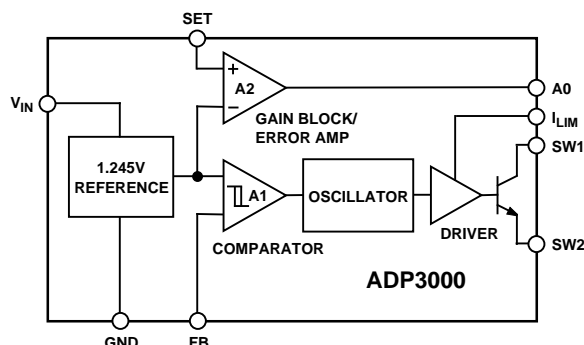 SET
A2
A0
V_IN
GAIN BLOCK/
ERROR AMP
I_LIM
SW1
1.245V
REFERENCE
A1
OSCILLATOR
DRIVER
COMPARATOR
SW2
ADP3000
GND
FB